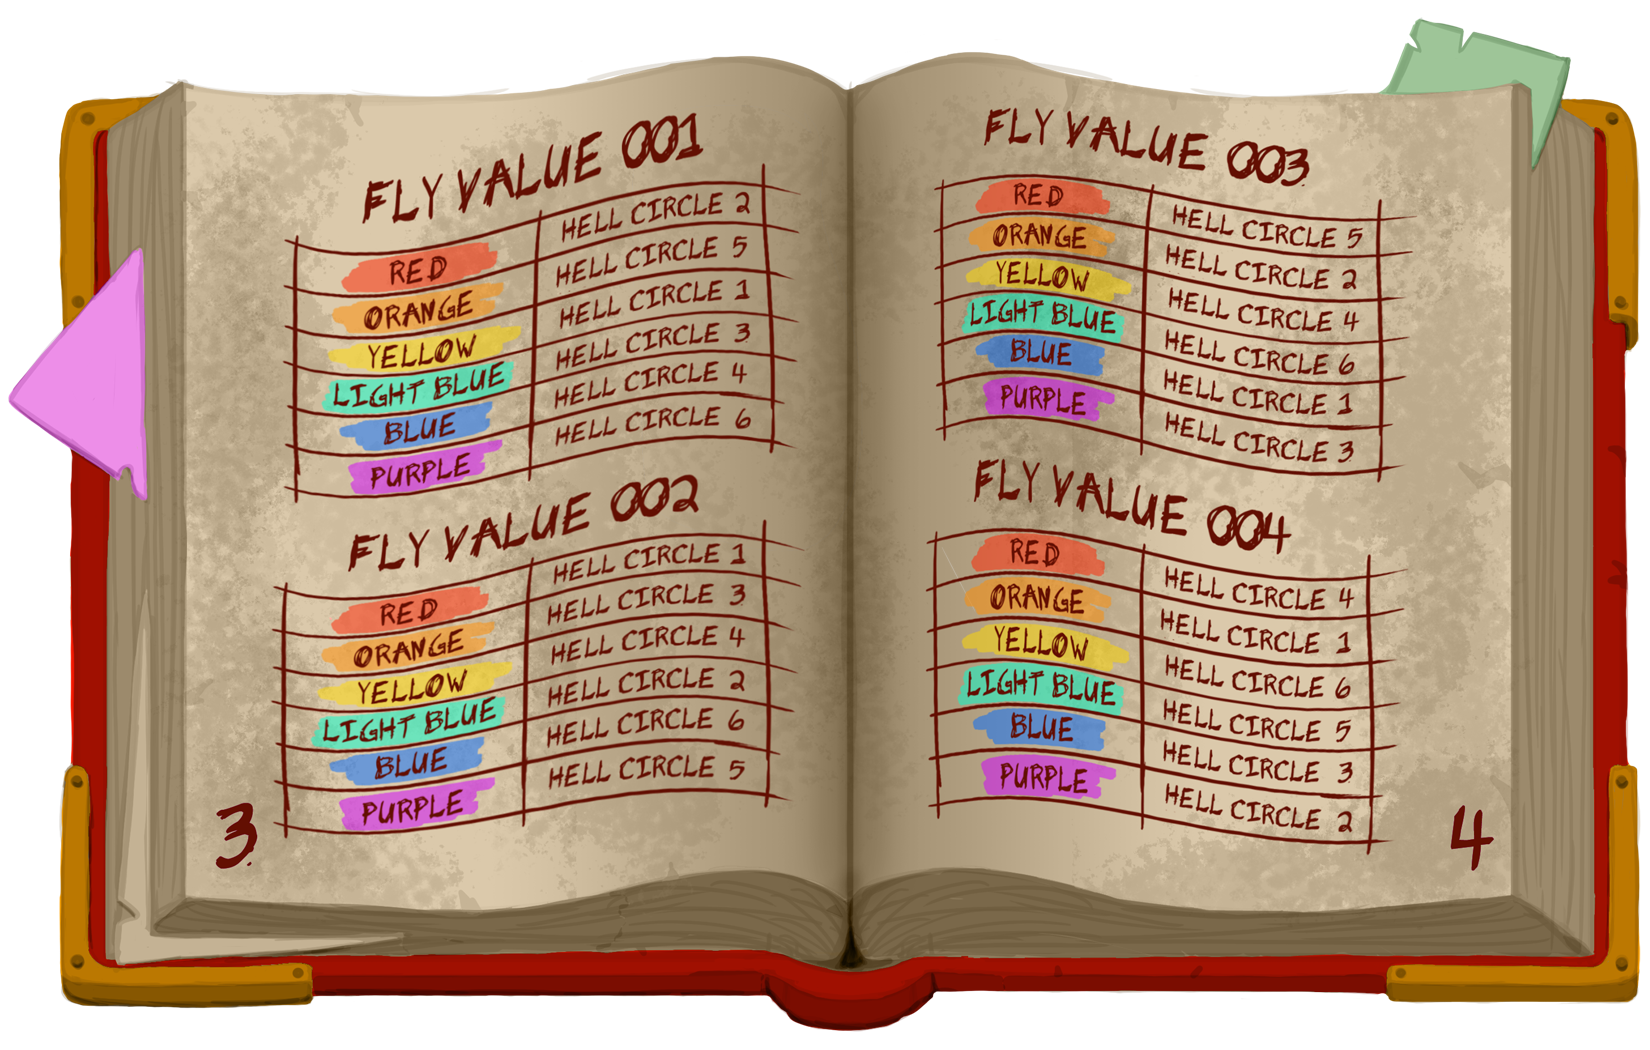 FLY VALUE 001
RED HELL CIRCLE 2
ORANGE HELL CIRCLE 5
YELLOW HELL CIRCLE 1
LIGHT BLUE HELL CIRCLE 3
BLUE HELL CIRCLE 4
PURPLE HELL CIRCLE 6
FLY VALUE 002
RED HELL CIRCLE 1
ORANGE HELL CIRCLE 3
YELLOW HELL CIRCLE 4
LIGHT BLUE HELL CIRCLE 2
BLUE HELL CIRCLE 6
PURPLE HELL CIRCLE 5
3
FLY VALUE 003
RED HELL CIRCLE 5
ORANGE HELL CIRCLE 2
YELLOW HELL CIRCLE 4
LIGHT BLUE HELL CIRCLE 6
BLUE HELL CIRCLE 1
PURPLE HELL CIRCLE 3
FLY VALUE 004
RED HELL CIRCLE 4
ORANGE HELL CIRCLE 1
YELLOW HELL CIRCLE 6
LIGHT BLUE HELL CIRCLE 5
BLUE HELL CIRCLE 3
PURPLE HELL CIRCLE 2
4